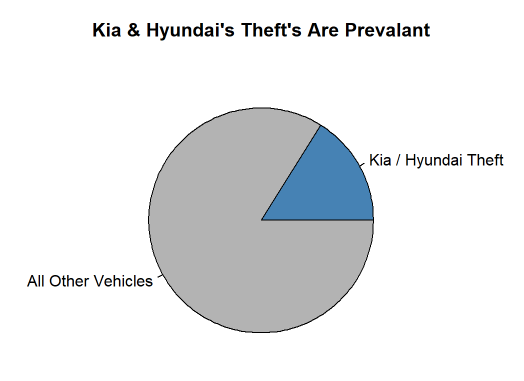 Kia & Hyundai's Theft's Are Prevalant
Kia / Hyundai Theft
All Other Vehicles